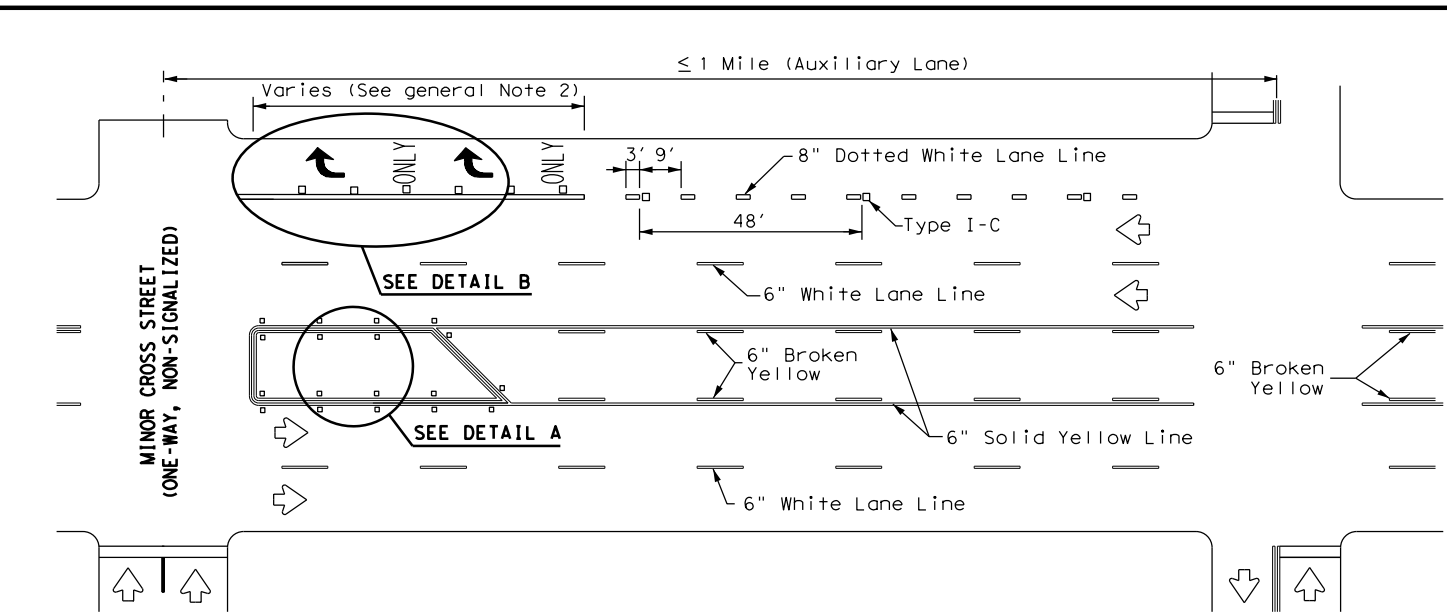 ≤ 1 Mile (Auxiliary Lane)
Varies (See general Note 2)
ONLY
ONLY
3' 9'
8" Dotted White Lane Line
48'
Type I-C
SEE DETAIL B
6" White Lane Line
MINOR CROSS STREET
(ONE-WAY, NON-SIGNALIZED)
6" Broken
Yellow
6" Broken
Yellow
SEE DETAIL A
6" Solid Yellow Line
6" White Lane Line